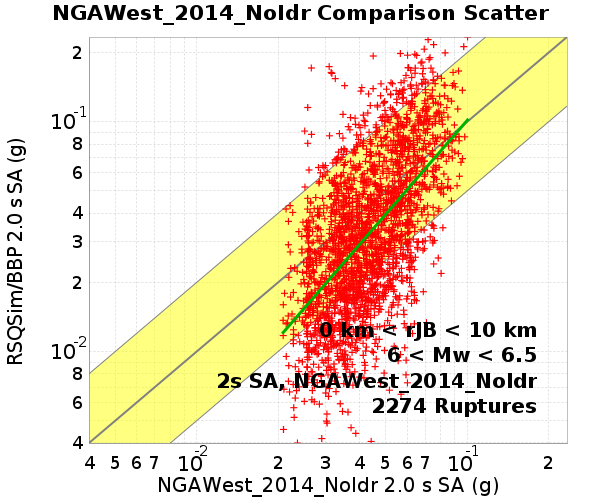 NGAWest_2014_NoIdr Comparison Scatter
RSQSim/BBP 2.0 s SA (g)
2
10-1
8
6
4
3
2
10-2
8
6
4
0 km < rJB < 10 km
6 < Mw < 6.5
2s SA, NGAWest_2014_NoIdr
2274 Ruptures
4 5 6 7 10-2 2 3 4 5 6 7 10-1 2
NGAWest_2014_NoIdr 2.0 s SA (g)